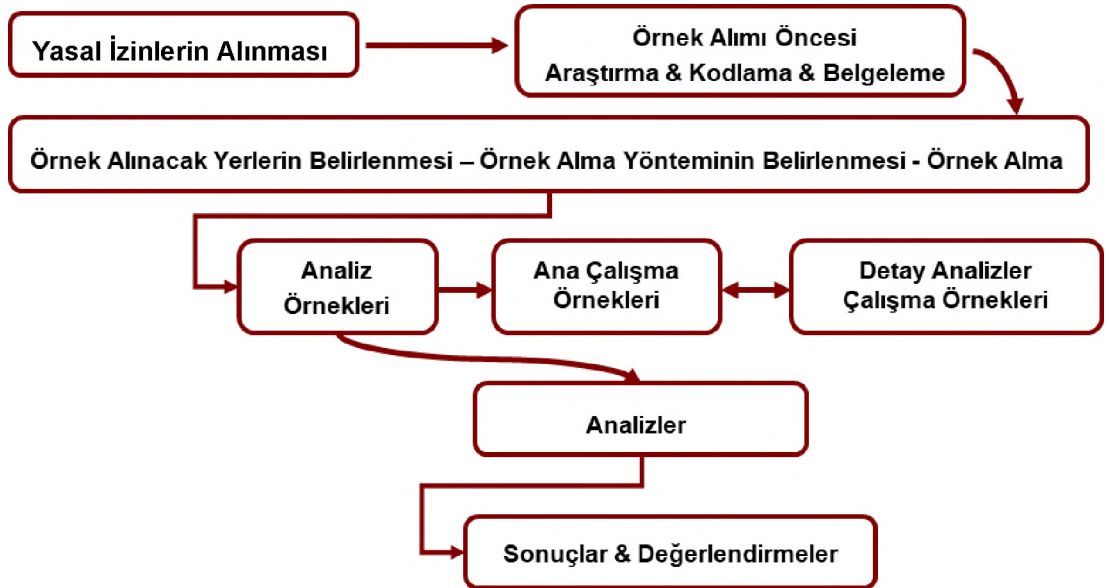 Yasal İzinlerin Alınması
Örnek Alımı Öncesi
Araştırma & Kodlama & Belgeleme
Örnek Alınacak Yerlerin Belirlenmesi – Örnek Alma Yönteminin Belirlenmesi - Örnek Alma
Analiz
Örnekleri
Ana Çalışma
Örnekleri
Detay Analizler
Çalışma Örnekleri
Analizler
Sonuçlar & Değerlendirmeler